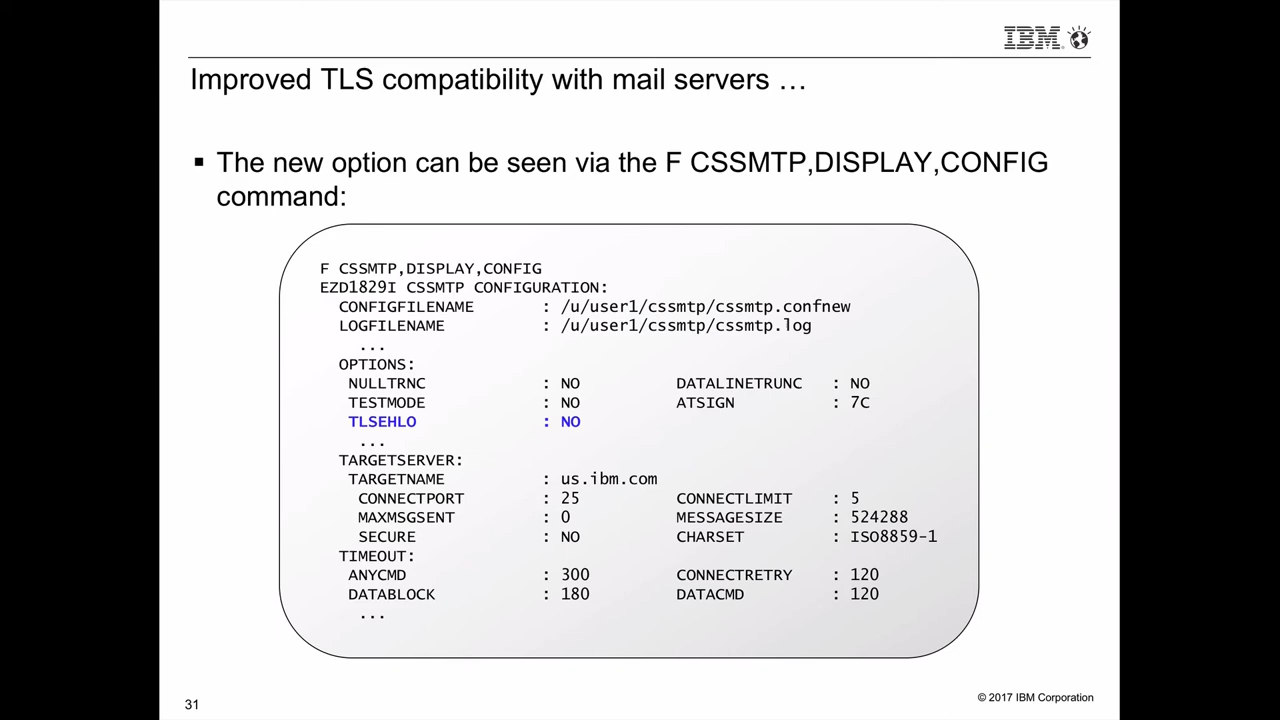 IBM
Improved TLS compatibility with mail servers …
▪ The new option can be seen via the F CSSMTP,DISPLAY,CONFIG
command:
F CSSMTP,DISPLAY,CONFIG
EZD1829I CSSMTP CONFIGURATION:
CONFIGFILENAME : /u/user1/cssmtp/cssmtp.confnew
LOGFILENAME : /u/user1/cssmtp/cssmtp.log
...
OPTIONS:
NULLTRNC : NO DATALINETRUNC : NO
TESTMODE : NO ATSIGN : 7C
TLSEHLO : NO
...
TARGETSERVER:
TARGETNAME : us.ibm.com
CONNECTPORT : 25 CONNECTLIMIT : 5
MAXMSGSENT : 0 MESSAGESIZE : 524288
SECURE : NO CHARSET : ISO8859-1
TIMEOUT:
ANYCMD : 300 CONNECTRETRY : 120
DATABLOCK : 180 DATACMD : 120
...
31
© 2017 IBM Corporation